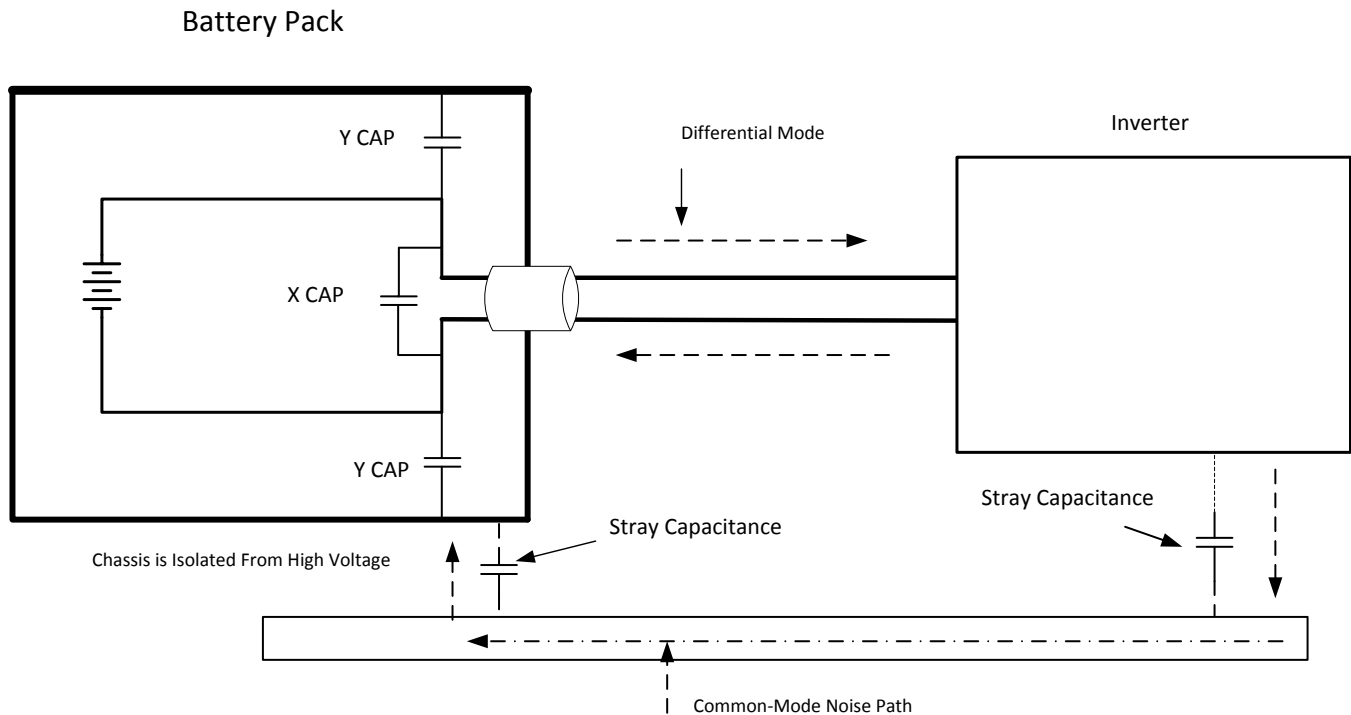 Battery Pack
Y CAP
Differential Mode
Inverter
X CAP
Y CAP
Stray Capacitance
Stray Capacitance
Chassis is Isolated From High Voltage
Common-Mode Noise Path